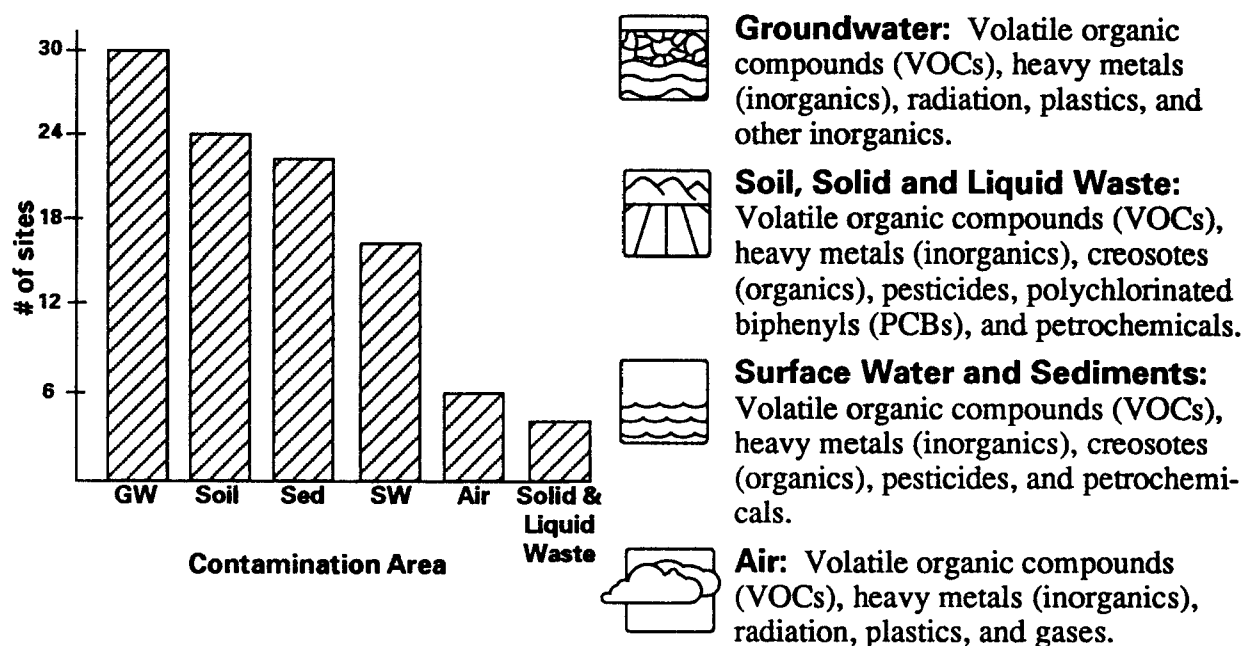 30
24
18
12
6
# of sites
GW
Soil
Sed
SW
Air
Solid &
Liquid
Waste
Contamination Area
Groundwater: Volatile organic
compounds (VOCs), heavy metals
(inorganics), radiation, plastics, and
other inorganics.
Soil, Solid and Liquid Waste:
Volatile organic compounds (VOCs),
heavy metals (inorganics), creosotes
(organics), pesticides, polychlorinated
biphenyls (PCBs), and petrochemicals.
Surface Water and Sediments:
Volatile organic compounds (VOCs),
heavy metals (inorganics), creosotes
(organics), pesticides, and petrochemi-
cals.
Air: Volatile organic compounds
(VOCs), heavy metals (inorganics),
radiation, plastics, and gases.